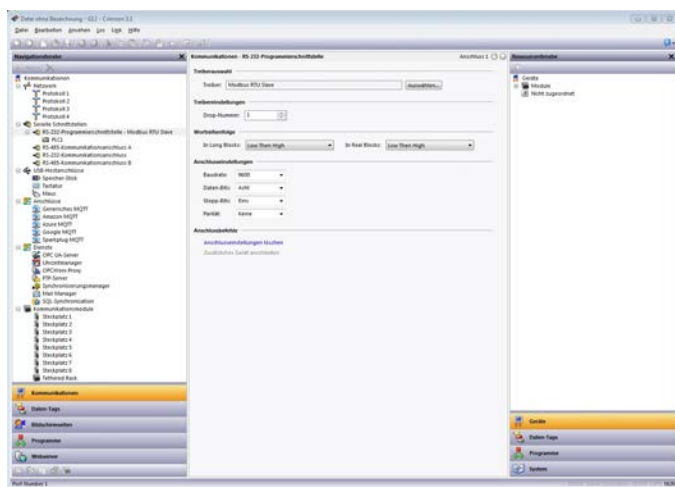 Datei ohne Bezeichnung - GL2 - Crimson 3.2
Datei Bearbeiten Ansehen Los Link Hilfe
Navigationsfenster
Kommunikationen
Netzwerk
Protokoll 1
Protokoll 2
Protokoll 3
Protokoll 4
Serielle Schnittstellen
RS-232-Programmierschnittstelle - Modbus RTU Slave
PLC1
RS-485-Kommunikationsanschluss A
RS-232-Kommunikationsanschluss
RS-485-Kommunikationsanschluss B
USB-Hostanschlüsse
Speicher-Stick
Tastatur
Maus
Anschlüsse
Generisches MQTT
Amazon MQTT
Azure MQTT
Google MQTT
Sparkplug MQTT
Dienste
OPC UA-Server
Uhrzeitmanager
OPC-Proxy
FTP-Server
Synchronisierungsmanager
Mail Manager
SQL-Synchronisation
Kommunikationsmodule
Steckplatz 1
Steckplatz 2
Steckplatz 3
Steckplatz 4
Steckplatz 5
Steckplatz 6
Steckplatz 7
Steckplatz 8
Tethered Rack
Kommunikationen
Daten-Tags
Bildschirmseiten
Programme
Webserver
Port Number 1
Kommunikationen - RS-232-Programmierschnittstelle Anschluss 1
Treiberauswahl
Treiber: Modbus RTU Slave Auswählen...
Treibereinstellungen
Drop-Nummer: 1
Wortreihenfolge
In Long Blocks: Low Then High In Real Blocks: Low Then High
Anschlusseinstellungen
Baudrate: 9600
Daten-Bits: Acht
Stopp-Bits: Eins
Parität: Keine
Anschlussbefehle
Anschlusseinstellungen löschen
Zusätzliches Gerät anschließen
Ressourcenfenster
Geräte
Module
Nicht zugeordnet
Geräte
Daten-Tags
Programme
System